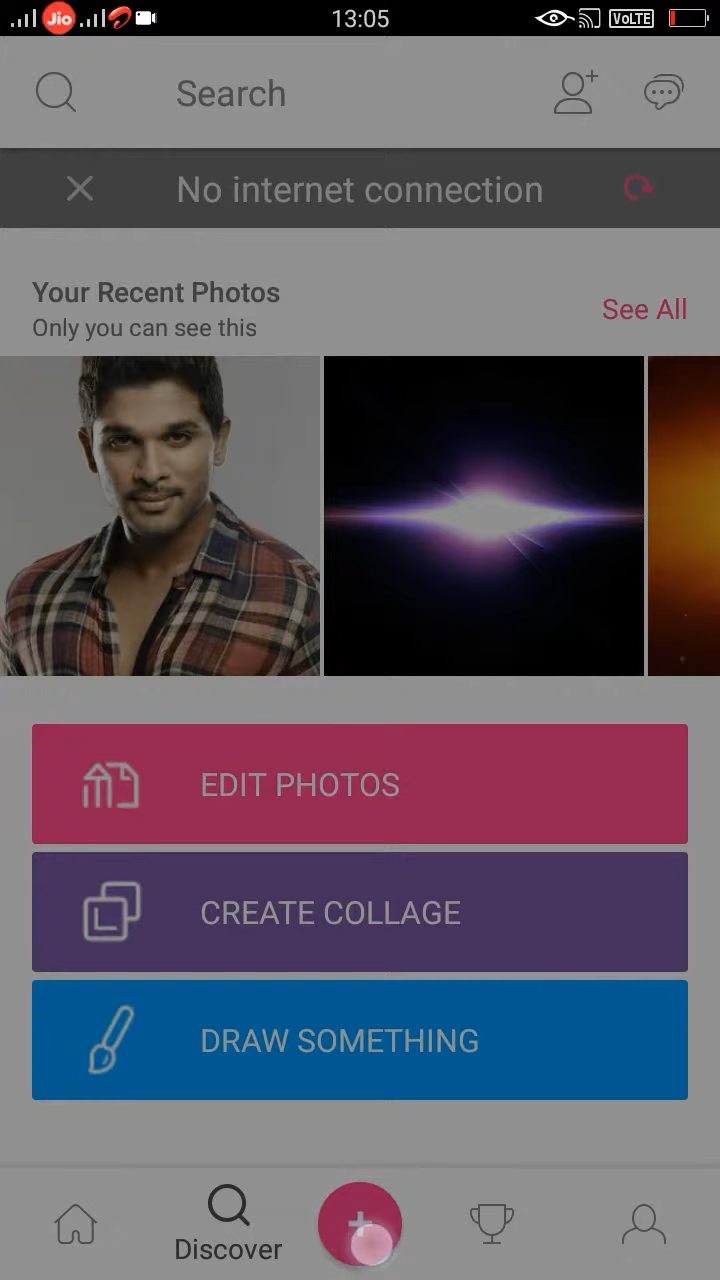 Jio
13:05
VoLTE
Search
No internet connection
Your Recent Photos
Only you can see this
See All
EDIT PHOTOS
CREATE COLLAGE
DRAW SOMETHING
Discover